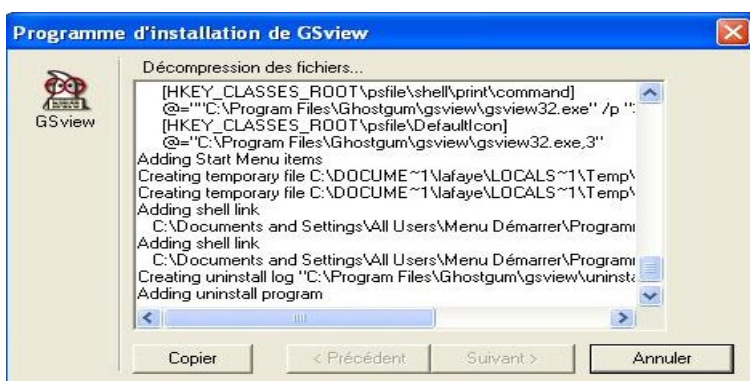 Programme d'installation de GSview
GSview
Décompression des fichiers...
[HKEY_CLASSES_ROOT\psfile\shell\print\command]
@=""C:\Program Files\Ghostgum\gsview\gsview32.exe" /p "
[HKEY_CLASSES_ROOT\psfile\DefaultIcon]
@="C:\Program Files\Ghostgum\gsview\gsview32.exe,3"
Adding Start Menu items
Creating temporary file C:\DOCUME~1\lafaye\LOCALS~1\Temp\
Creating temporary file C:\DOCUME~1\lafaye\LOCALS~1\Temp\
Adding shell link
C:\Documents and Settings\All Users\Menu Démarrer\Program
Adding shell link
C:\Documents and Settings\All Users\Menu Démarrer\Program
Creating uninstall log "C:\Program Files\Ghostgum\gsview\uninsta
Adding uninstall program
Copier
< Précédent
Suivant >
Annuler